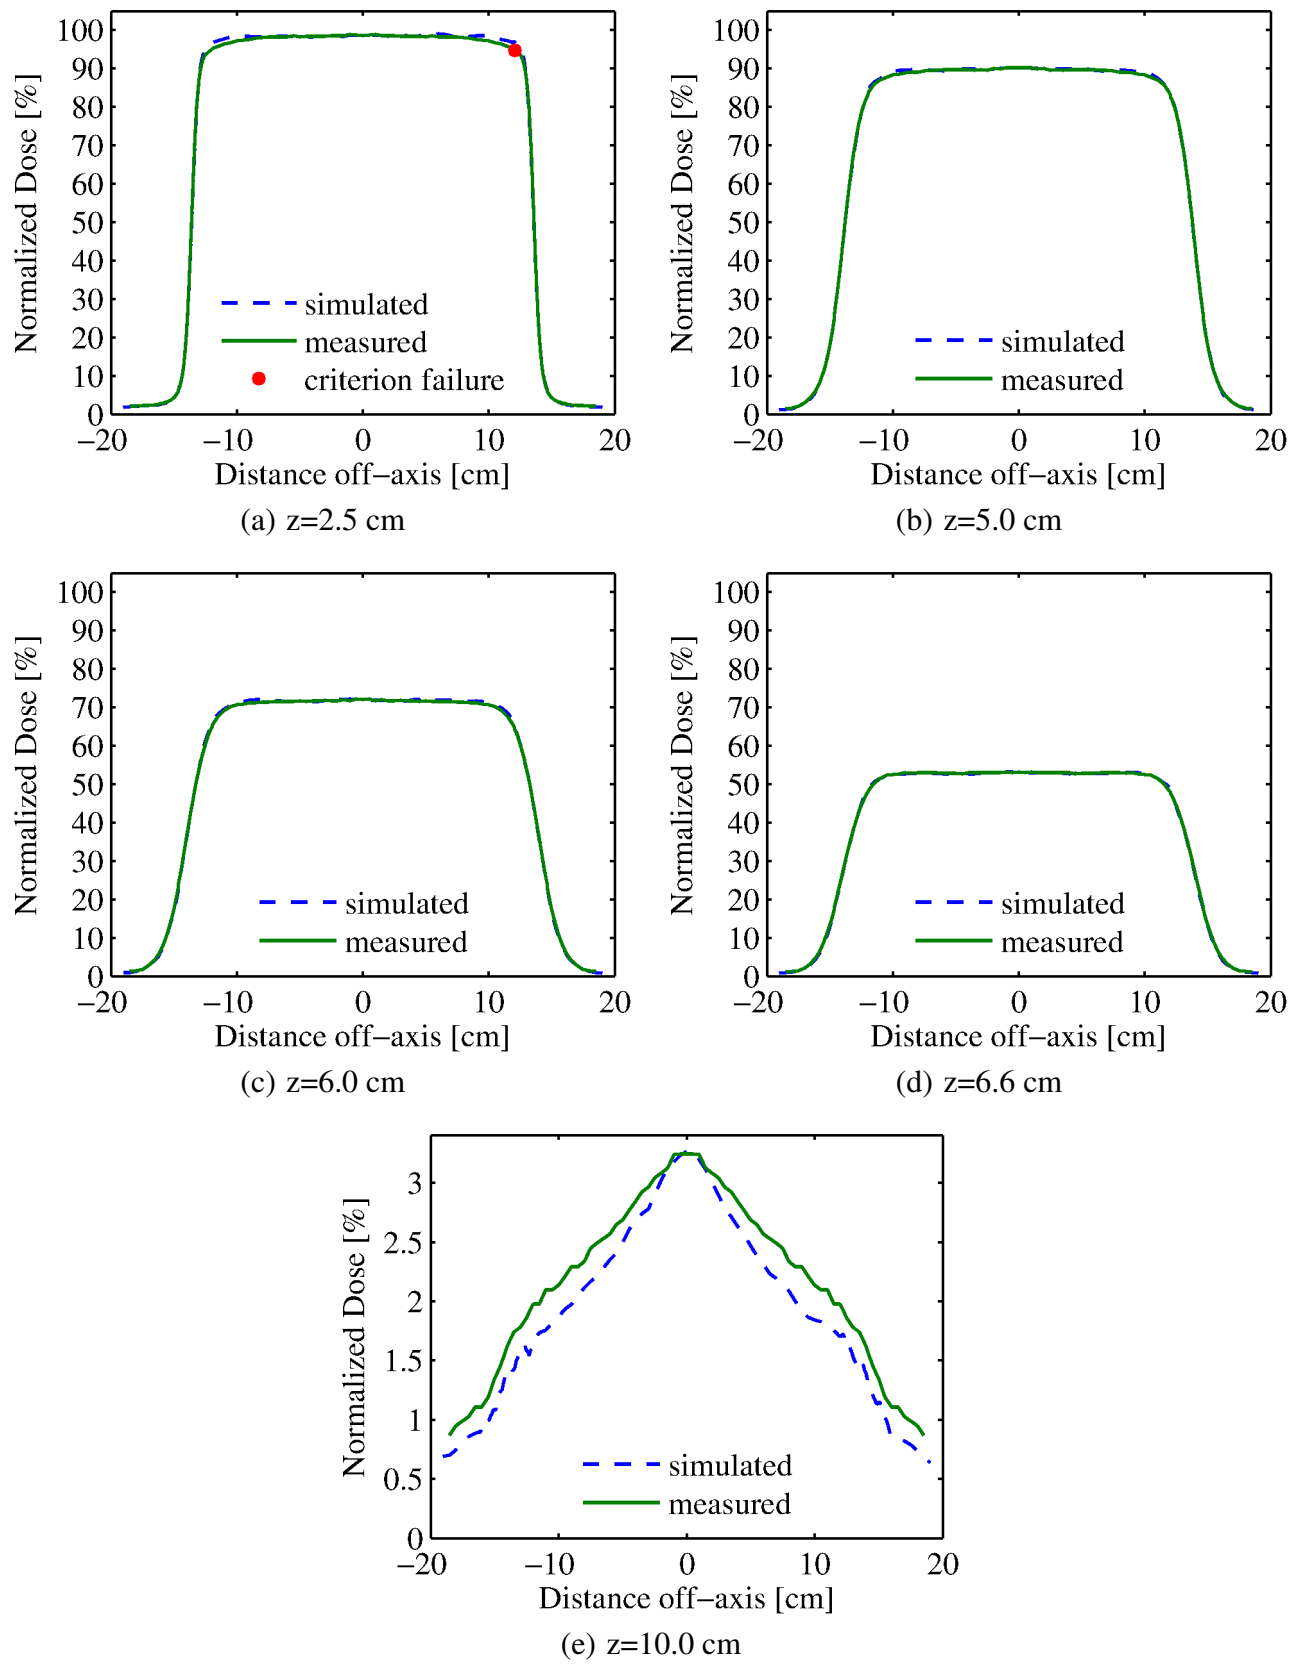 100
90
80
70
60
50
40
30
20
10
0
Normalized Dose [%]
simulated
measured
criterion failure
−20 −10 0 10 20
Distance off−axis [cm]
(a) z=2.5 cm
100
90
80
70
60
50
40
30
20
10
0
Normalized Dose [%]
simulated
measured
−20 −10 0 10 20
Distance off−axis [cm]
(b) z=5.0 cm
100
90
80
70
60
50
40
30
20
10
0
Normalized Dose [%]
simulated
measured
−20 −10 0 10 20
Distance off−axis [cm]
(c) z=6.0 cm
100
90
80
70
60
50
40
30
20
10
0
Normalized Dose [%]
simulated
measured
−20 −10 0 10 20
Distance off−axis [cm]
(d) z=6.6 cm
3
2.5
2
1.5
1
0.5
0
Normalized Dose [%]
simulated
measured
−20 −10 0 10 20
Distance off−axis [cm]
(e) z=10.0 cm